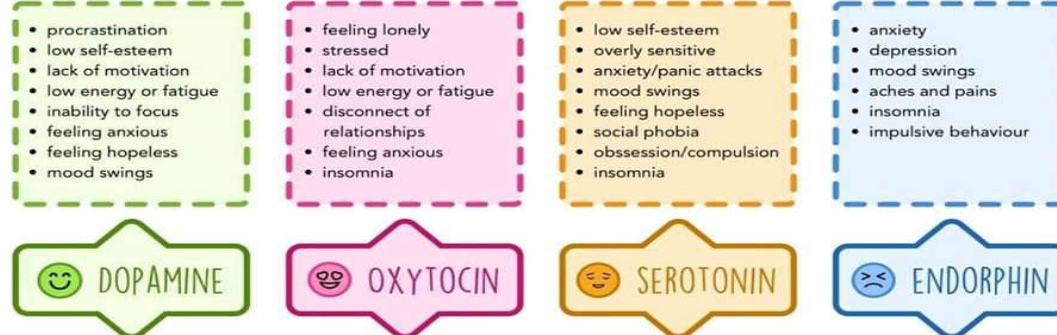 • procrastination
• low self-esteem
• lack of motivation
• low energy or fatigue
• inability to focus
• feeling anxious
• feeling hopeless
• mood swings
• feeling lonely
• stressed
• lack of motivation
• low energy or fatigue
• disconnect of
relationships
• feeling anxious
• insomnia
• low self-esteem
• overly sensitive
• anxiety/panic attacks
• mood swings
• feeling hopeless
• social phobia
• obssession/compulsion
• insomnia
• anxiety
• depression
• mood swings
• aches and pains
• insomnia
• impulsive behaviour
DOPAMINE
OXYTOCIN
SEROTONIN
ENDORPHIN